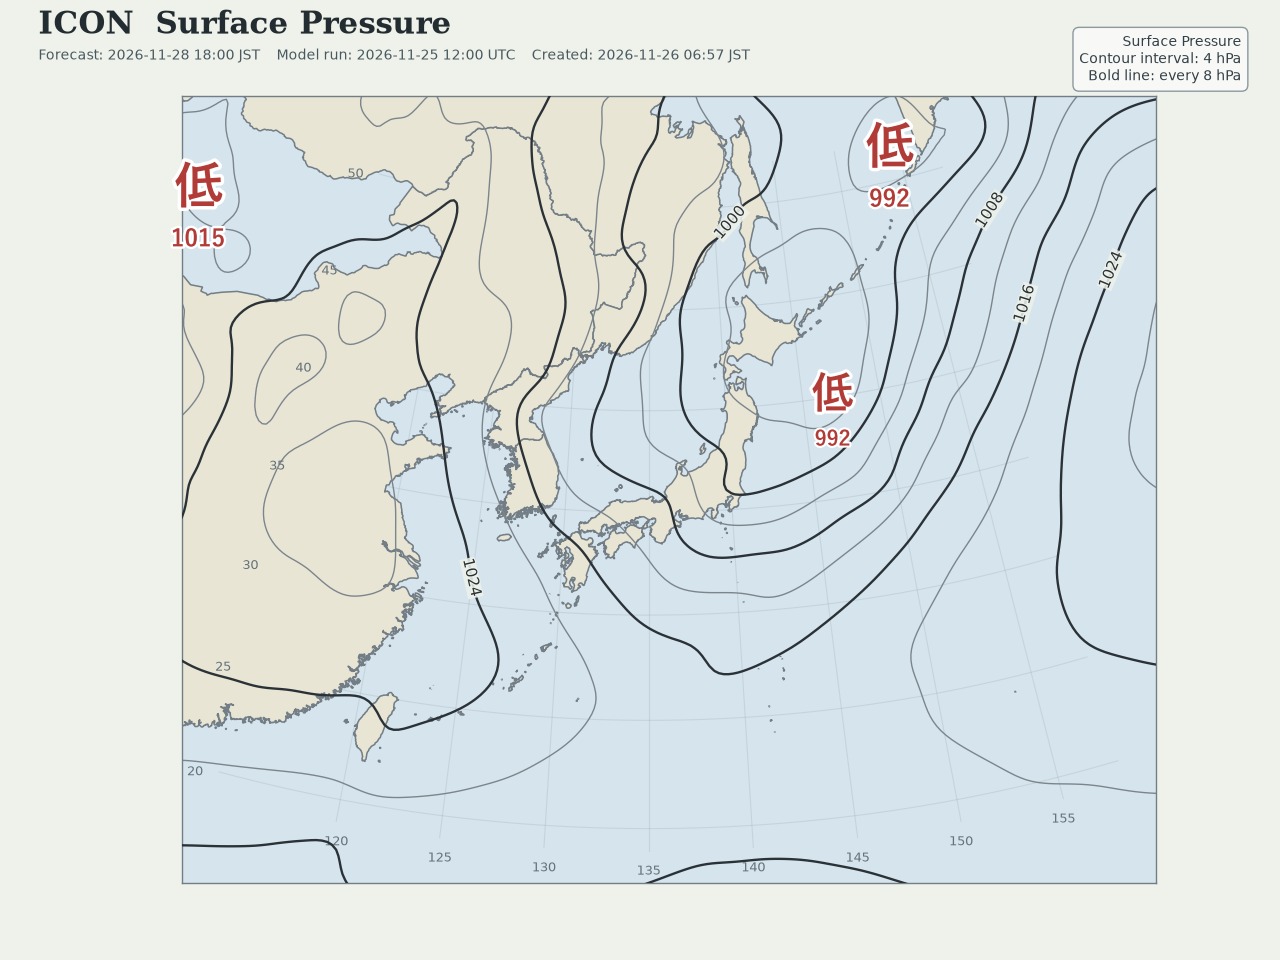 ICON  Surface Pressure
Forecast: 2026-11-28 18:00 JST    Model run: 2026-11-25 12:00 UTC    Created: 2026-11-26 06:57 JST
Surface Pressure
Contour interval: 4 hPa
Bold line: every 8 hPa
低
992
低
1015
50
1000
1008
45
1024
1016
40
低
992
35
30
1024
25
20
120
125
130
135
140
145
150
155